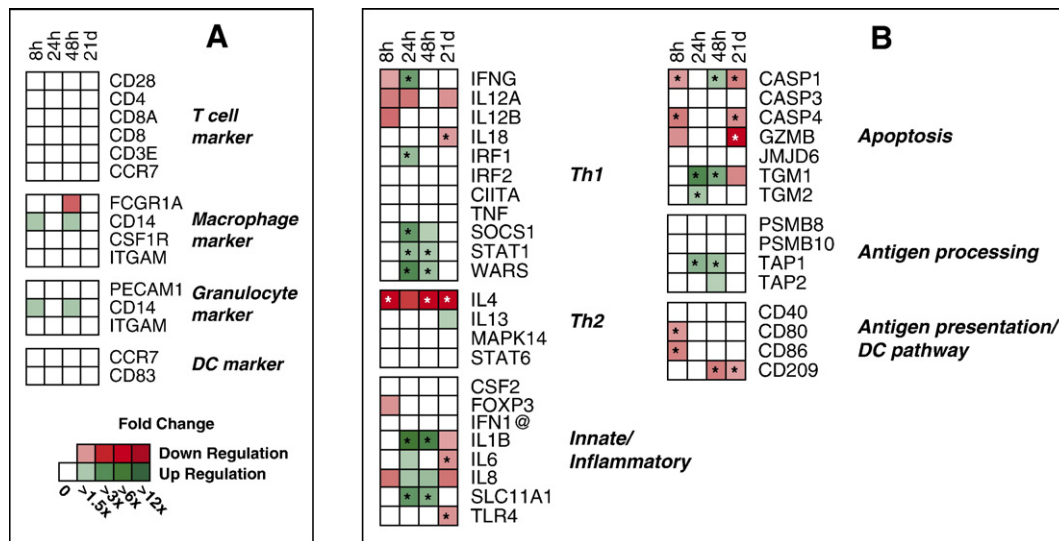 A
8h 24h 48h 21d
CD28
CD4
CD8A
CD8
CD3E
CCR7
T cell
marker
FCGR1A
CD14
CSF1R
ITGAM
Macrophage
marker
PECAM1
CD14
ITGAM
Granulocyte
marker
CCR7
CD83
DC marker
Fold Change
Down Regulation
Up Regulation
0 >1.5x >3x >6x >12x
B
8h 24h 48h 21d
IFNG *
IL12A
IL12B
IL18 *
IRF1 *
IRF2
CIITA
TNF
SOCS1 *
STAT1 * *
WARS * *
Th1
IL4 * * *
IL13
MAPK14
STAT6
Th2
CSF2
FOXP3
IFN1@
IL1B * *
IL6 *
IL8
SLC11A1 * *
TLR4 *
Innate/
Inflammatory
8h 24h 48h 21d
CASP1 * * *
CASP3
CASP4 * *
GZMB *
JMJD6
TGM1 * *
TGM2 *
Apoptosis
PSMB8
PSMB10
TAP1 * *
TAP2
Antigen processing
CD40
CD80 *
CD86 *
CD209 * *
Antigen presentation/
DC pathway